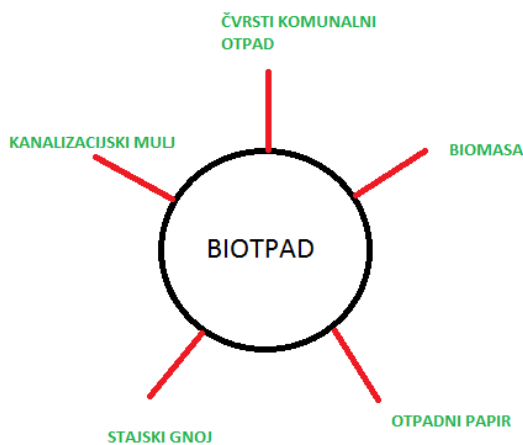 ČVRSTI KOMUNALNI
OTPAD
KANALIZACIJSKI MULJ
BIOMASA
BIOTPAD
OTPADNI PAPIR
STAJSKI GNOJ